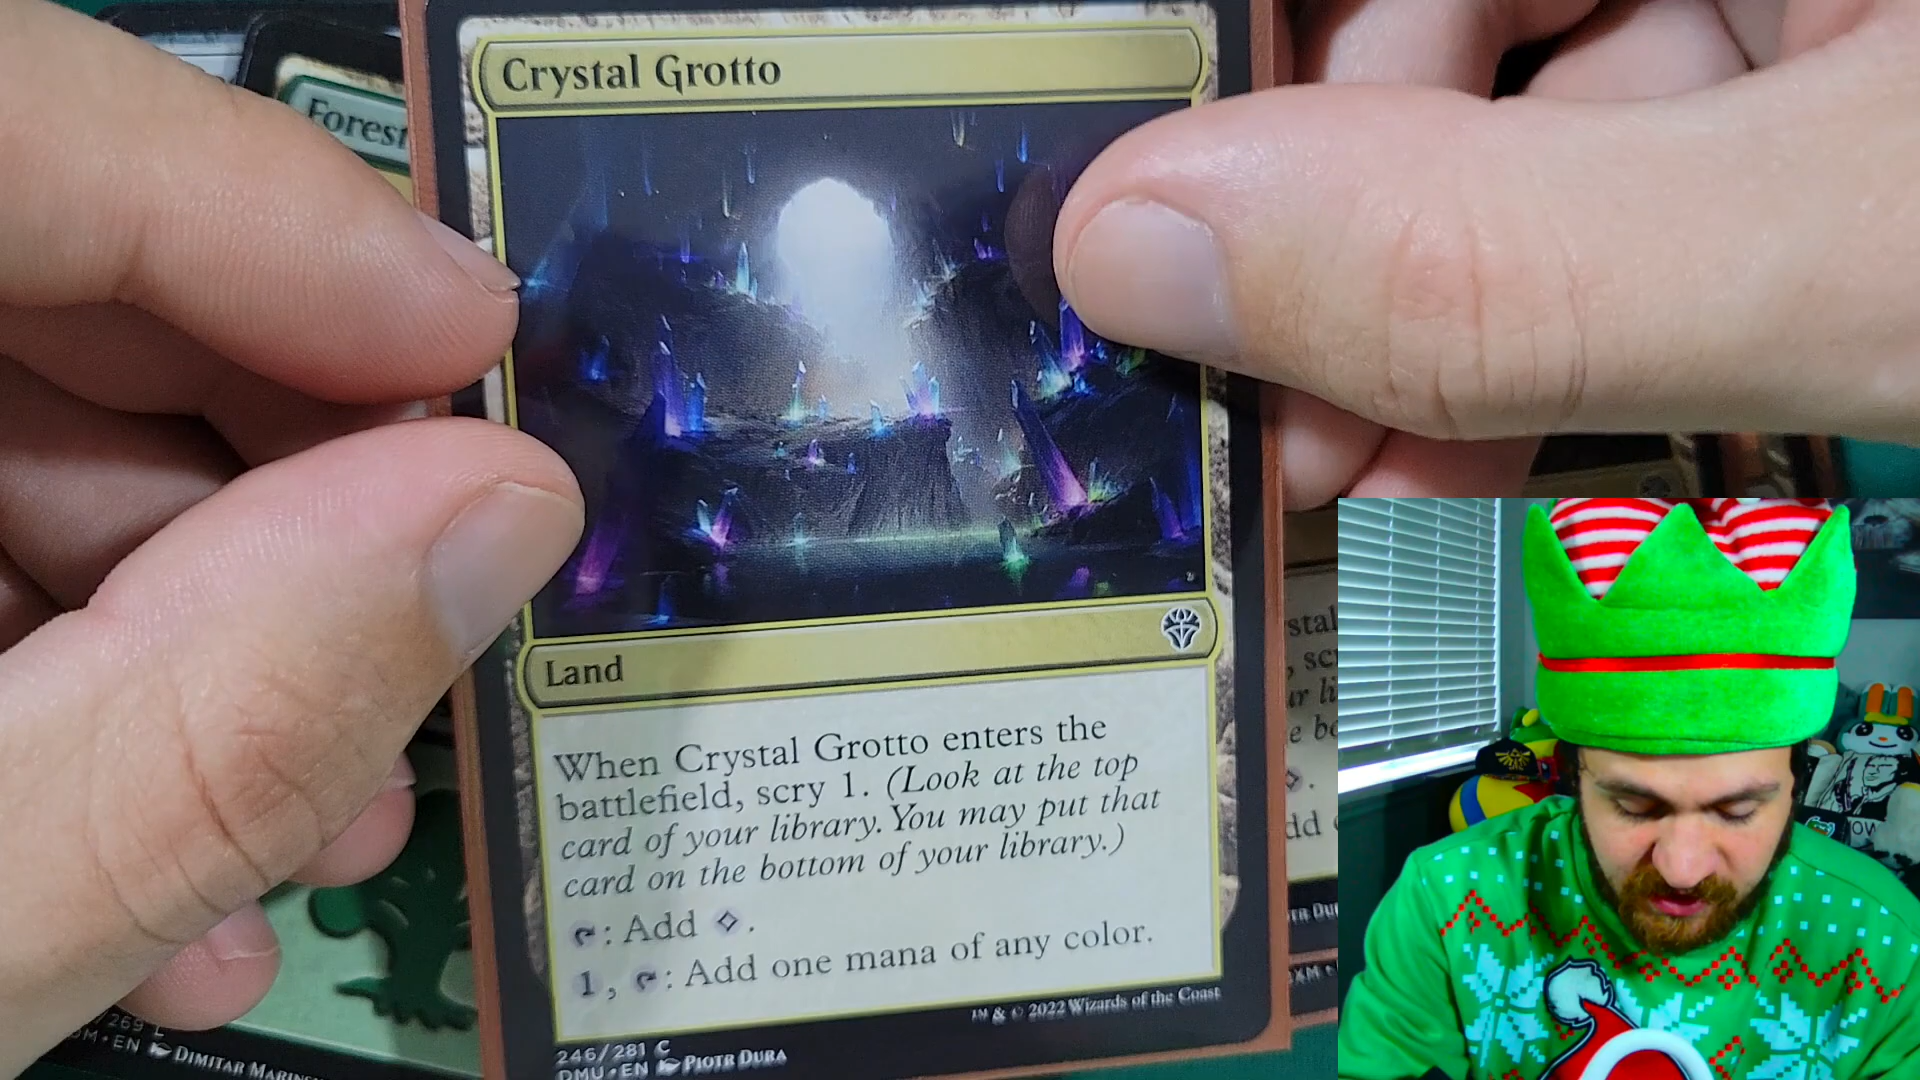 Crystal Grotto
Forest
Land
When Crystal Grotto enters the
battlefield, scry 1. (Look at the top
card of your library. You may put that
card on the bottom of your library.)
: Add .
1, : Add one mana of any color.
™ & © 2022 Wizards of the Coast
246/281 C
DMU • EN Piotr Dura
269 L
EN Dimitar